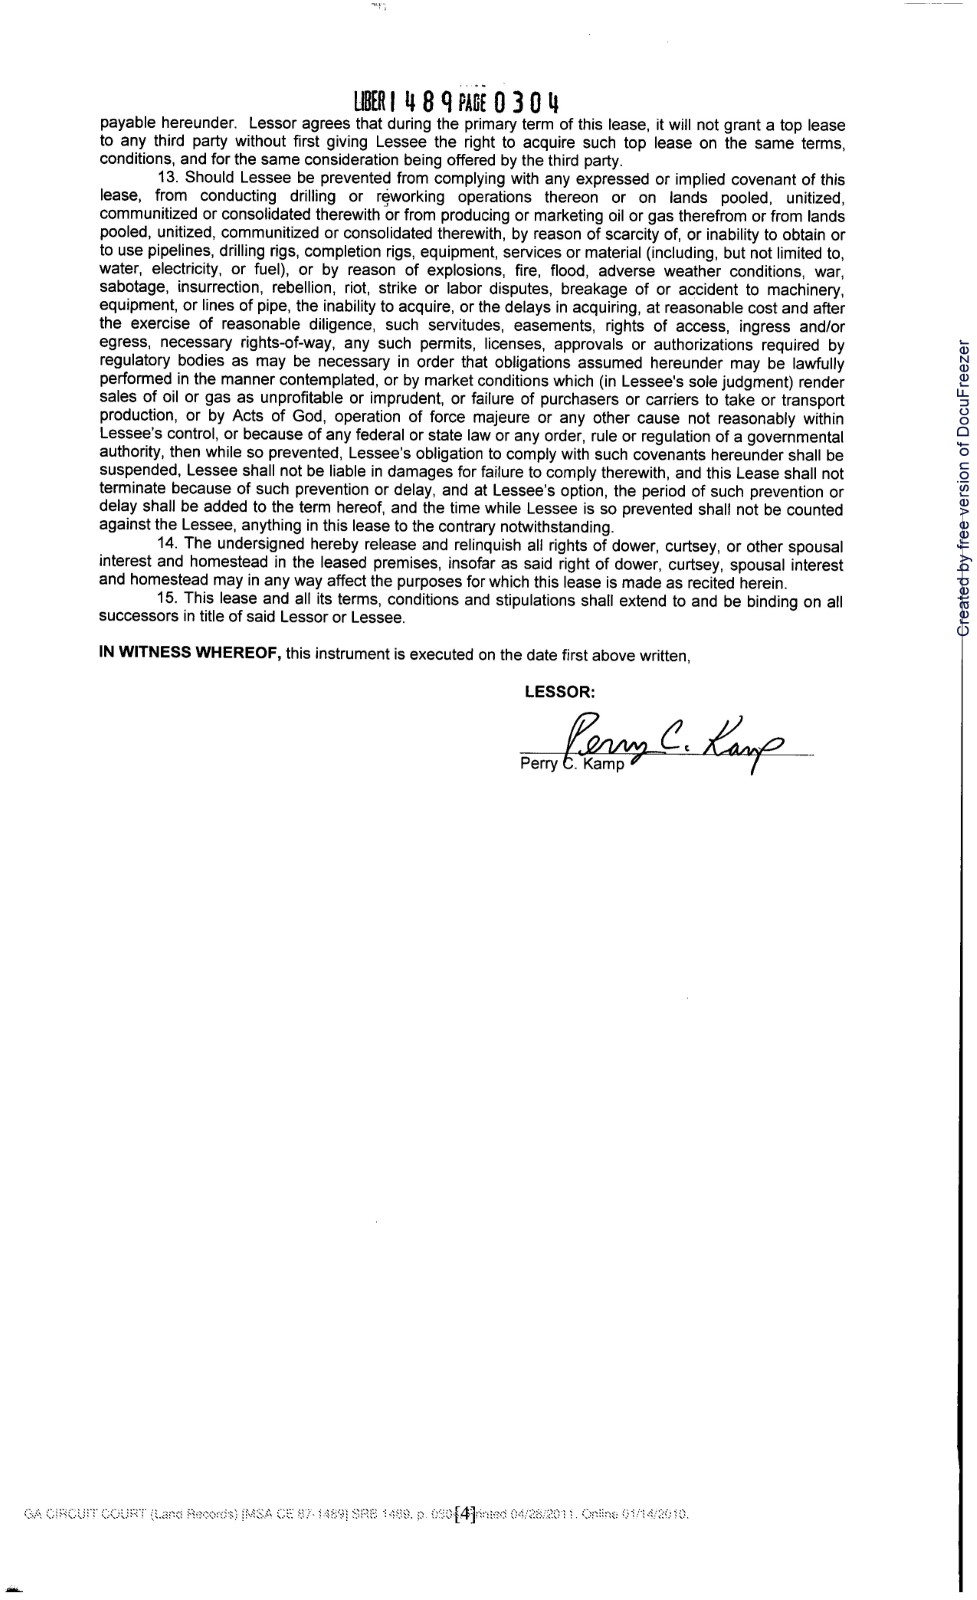 LIBER 1489 PAGE 0304
payable hereunder. Lessor agrees that during the primary term of this lease, it will not grant a top lease
to any third party without first giving Lessee the right to acquire such top lease on the same terms,
conditions, and for the same consideration being offered by the third party.
13. Should Lessee be prevented from complying with any expressed or implied covenant of this
lease, from conducting drilling or reworking operations thereon or on lands pooled, unitized,
communitized or consolidated therewith or from producing or marketing oil or gas therefrom or from lands
pooled, unitized, communitized or consolidated therewith, by reason of scarcity of, or inability to obtain or
to use pipelines, drilling rigs, completion rigs, equipment, services or material (including, but not limited to,
water, electricity, or fuel), or by reason of explosions, fire, flood, adverse weather conditions, war,
sabotage, insurrection, rebellion, riot, strike or labor disputes, breakage of or accident to machinery,
equipment, or lines of pipe, the inability to acquire, or the delays in acquiring, at reasonable cost and after
the exercise of reasonable diligence, such servitudes, easements, rights of access, ingress and/or
egress, necessary rights-of-way, any such permits, licenses, approvals or authorizations required by
regulatory bodies as may be necessary in order that obligations assumed hereunder may be lawfully
performed in the manner contemplated, or by market conditions which (in Lessee's sole judgment) render
sales of oil or gas as unprofitable or imprudent, or failure of purchasers or carriers to take or transport
production, or by Acts of God, operation of force majeure or any other cause not reasonably within
Lessee's control, or because of any federal or state law or any order, rule or regulation of a governmental
authority, then while so prevented, Lessee's obligation to comply with such covenants hereunder shall be
suspended, Lessee shall not be liable in damages for failure to comply therewith, and this Lease shall not
terminate because of such prevention or delay, and at Lessee's option, the period of such prevention or
delay shall be added to the term hereof, and the time while Lessee is so prevented shall not be counted
against the Lessee, anything in this lease to the contrary notwithstanding.
14. The undersigned hereby release and relinquish all rights of dower, curtsey, or other spousal
interest and homestead in the leased premises, insofar as said right of dower, curtsey, spousal interest
and homestead may in any way affect the purposes for which this lease is made as recited herein.
15. This lease and all its terms, conditions and stipulations shall extend to and be binding on all
successors in title of said Lessor or Lessee.
IN WITNESS WHEREOF, this instrument is executed on the date first above written,
LESSOR:
Perry C. Kamp
Perry C. Kamp
GA CIRCUIT COURT (Land Records) [MSA CE 87-1489] SRB 1489, p. [4] Printed 04/28/2011. Online 01/14/2010.
Created by free version of DocuFreezer